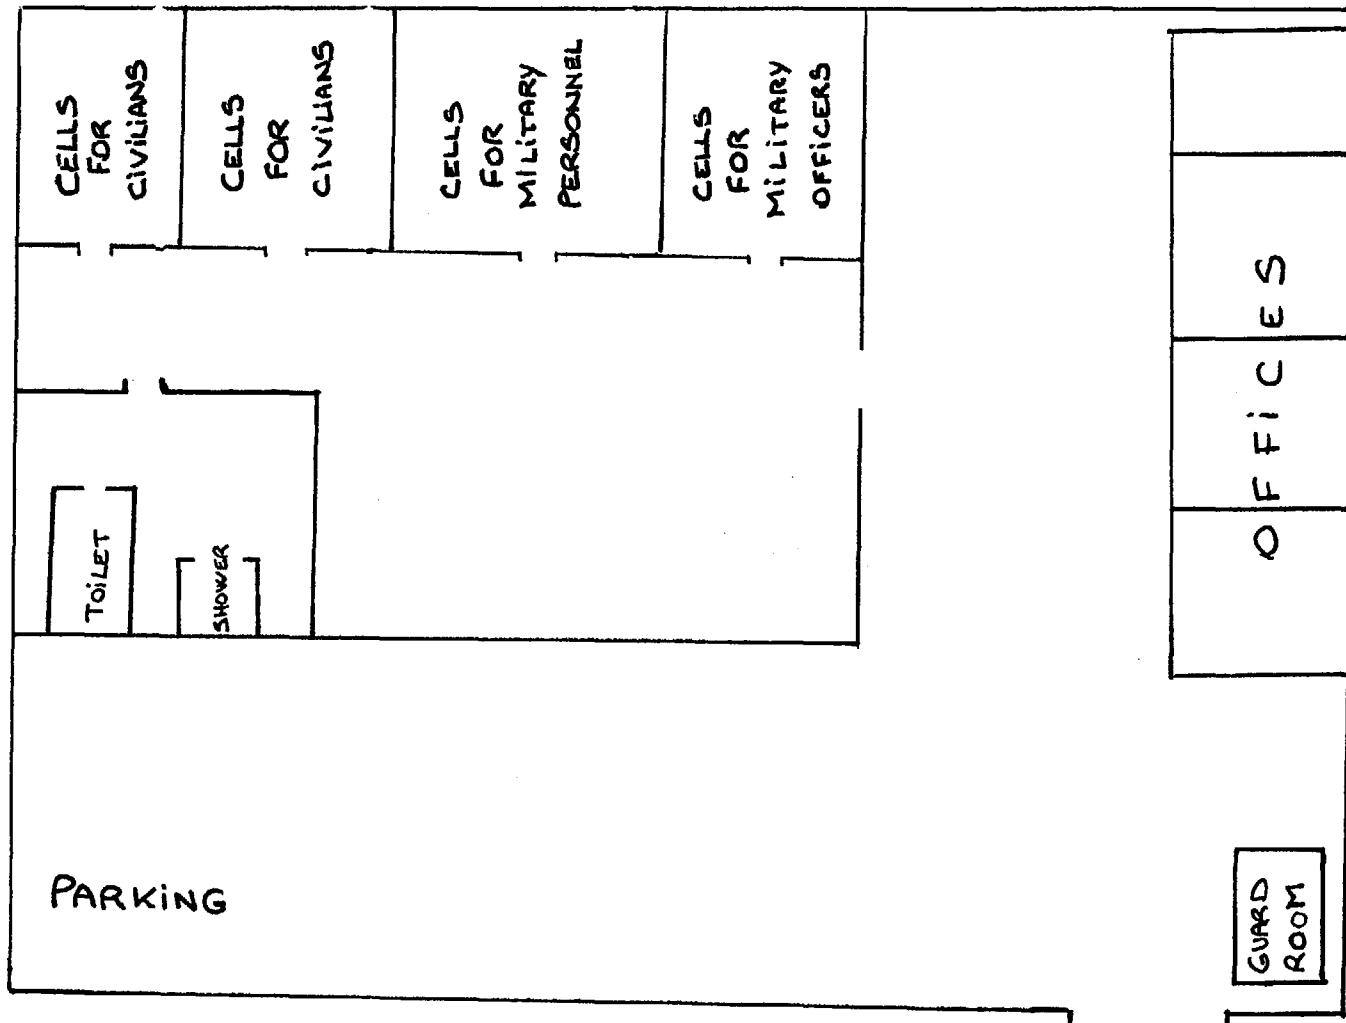 CELLS
FOR
CiViLiANS
CELLS
FOR
CiViLiANS
CELLS
FOR
MiLiTARY
PERSONNEL
CELLS
FOR
MiLiTARY
OFFiCERS
OFFiCES
TOiLET
SHOWER
PARKiNG
GUARD
ROOM